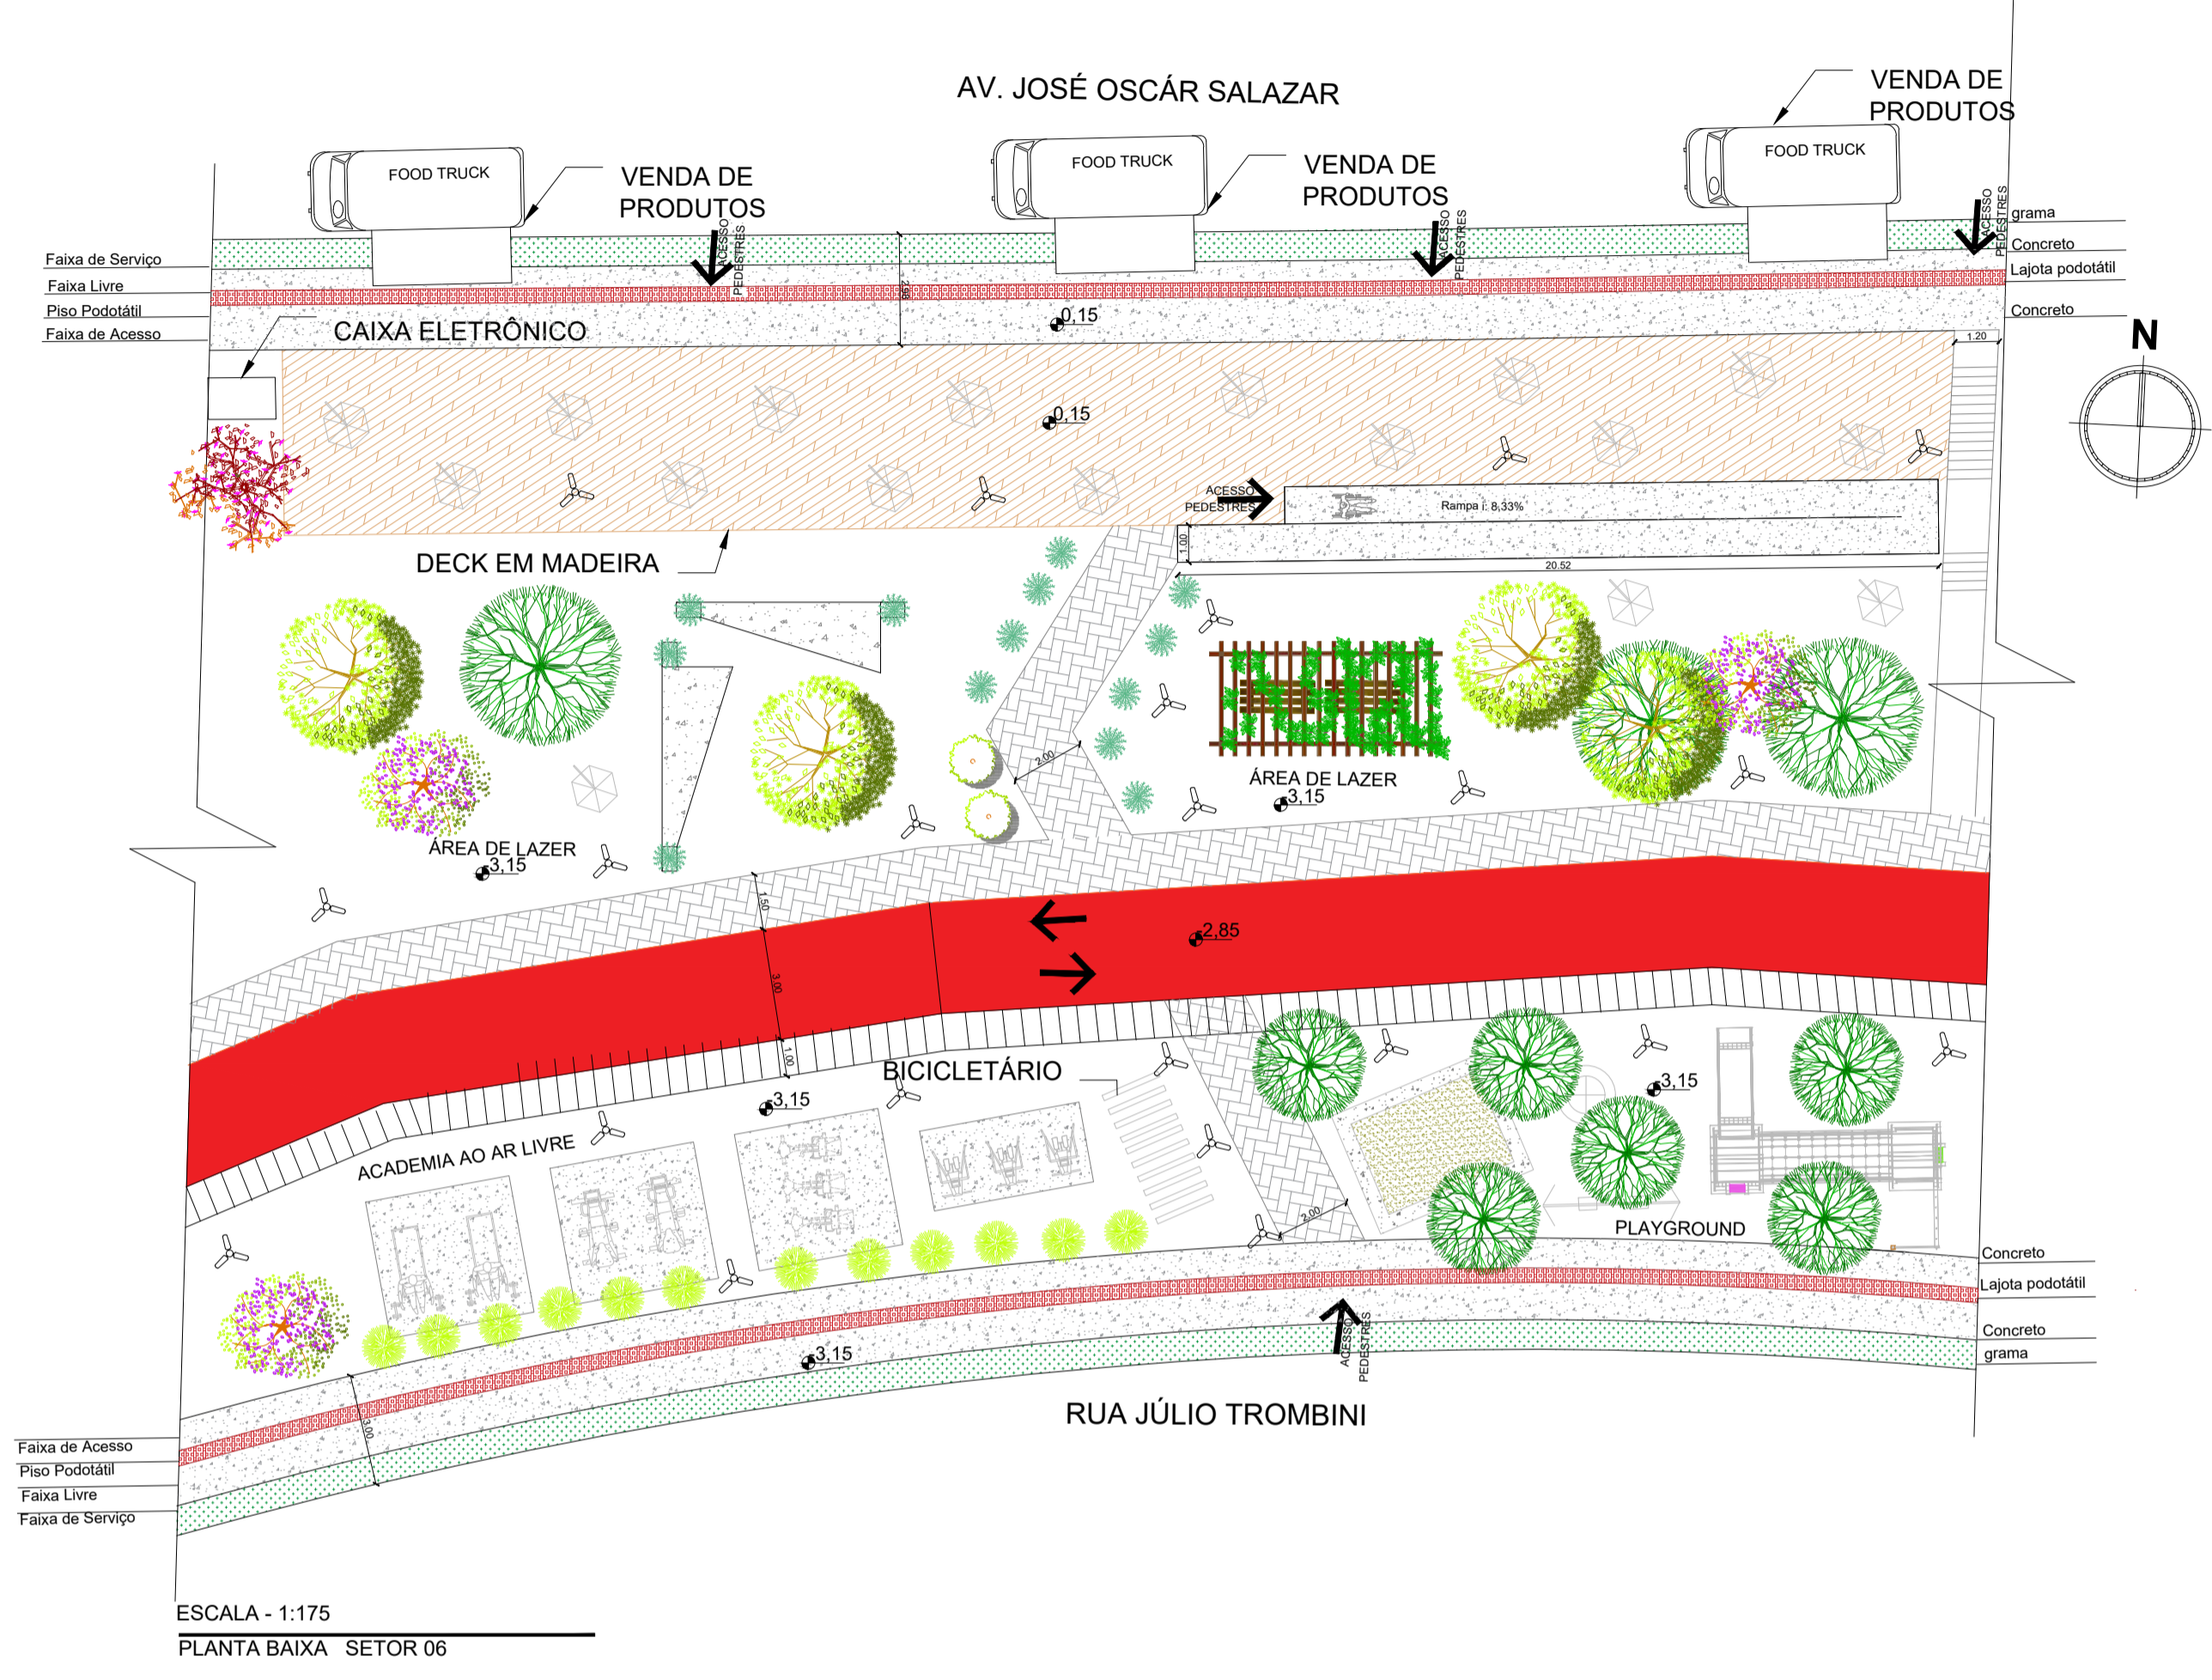 AV. JOSÉ OSCÁR SALAZAR
VENDA DE
PRODUTOS
FOOD TRUCK
VENDA DE
PRODUTOS
FOOD TRUCK
VENDA DE
PRODUTOS
FOOD TRUCK
ACESSO
PEDESTRES
ACESSO
PEDESTRES
ACESSO
PEDESTRES
grama
Concreto
Lajota podotátil
Concreto
Faixa de Serviço
Faixa Livre
Piso Podotátil
Faixa de Acesso
CAIXA ELETRÔNICO
0,15
1.20
N
0,15
ACESSO
PEDESTRES
Rampa i: 8,33%
1.00
20.52
DECK EM MADEIRA
2.00
ÁREA DE LAZER
-3,15
ÁREA DE LAZER
-3,15
1.50
3.00
1.00
-2,85
BICICLETÁRIO
-3,15
-3,15
ACADEMIA AO AR LIVRE
2.00
PLAYGROUND
Concreto
Lajota podotátil
Concreto
grama
ACESSO
PEDESTRES
-3,15
3.00
RUA JÚLIO TROMBINI
Faixa de Acesso
Piso Podotátil
Faixa Livre
Faixa de Serviço
ESCALA - 1:175
PLANTA BAIXA SETOR 06